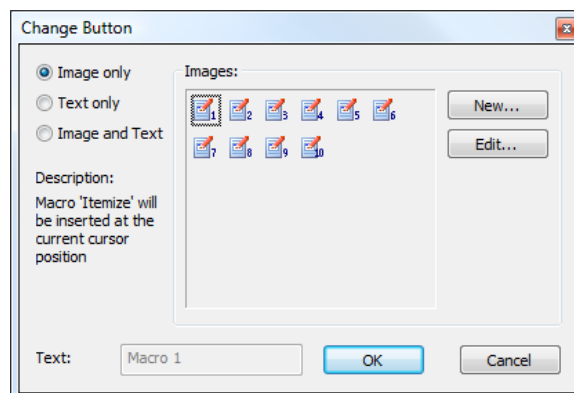 Change Button
Image only
Text only
Image and Text
Description:
Macro 'Itemize' will
be inserted at the
current cursor
position
Images:
1 2 3 4 5 6
7 8 9 10
New...
Edit...
Text:
Macro 1
OK
Cancel